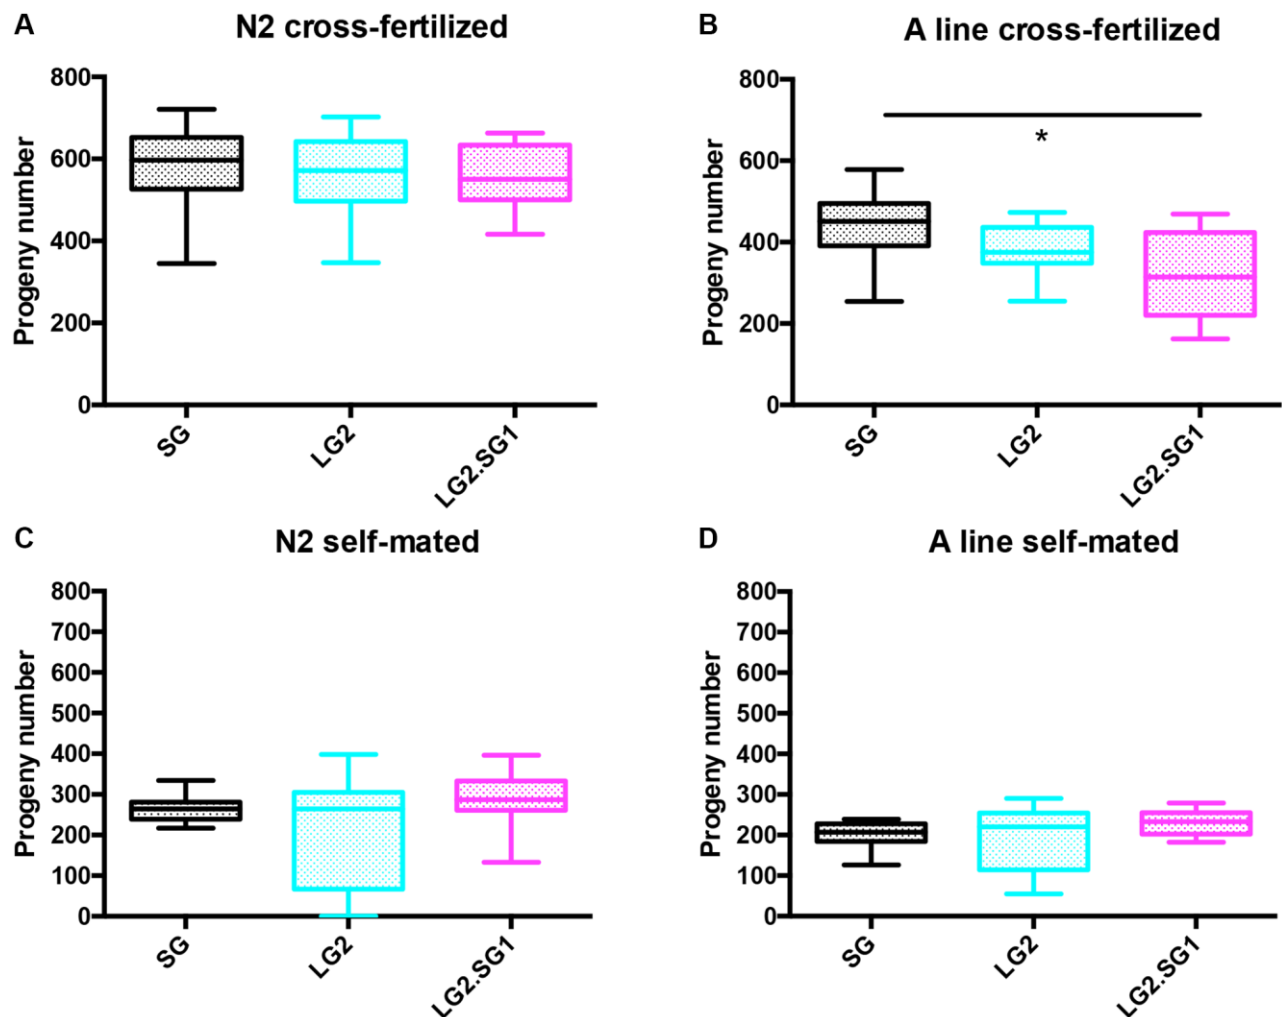 A
N2 cross-fertilized
Progeny number
800
600
400
200
0
SG
LG2
LG2.SG1
B
A line cross-fertilized
Progeny number
800
600
400
200
0
*
SG
LG2
LG2.SG1
C
N2 self-mated
Progeny number
800
700
600
500
400
300
200
100
0
SG
LG2
LG2.SG1
D
A line self-mated
Progeny number
800
700
600
500
400
300
200
100
0
SG
LG2
LG2.SG1